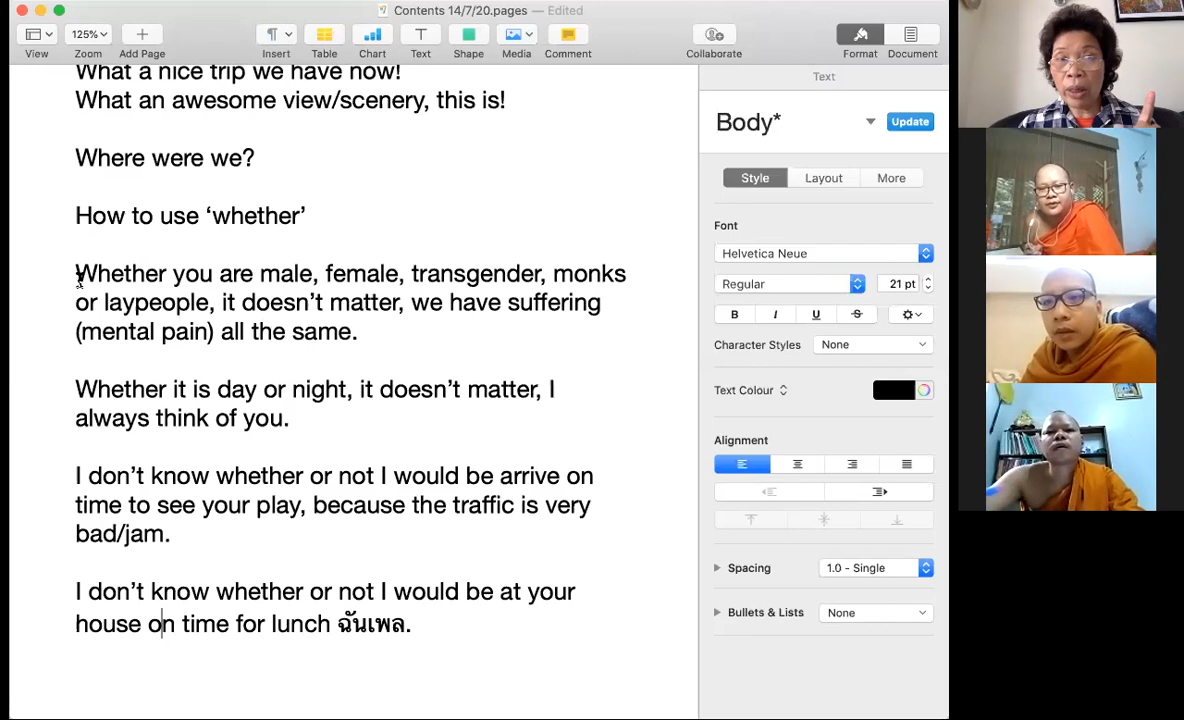 Contents 14/7/20.pages — Edited
125%
View
Zoom
Add Page
Insert
Table
Chart
Text
Shape
Media
Comment
Collaborate
Format
Document
What a nice trip we have now!
What an awesome view/scenery, this is!
Where were we?
How to use ‘whether’
Whether you are male, female, transgender, monks
or laypeople, it doesn’t matter, we have suffering
(mental pain) all the same.
Whether it is day or night, it doesn’t matter, I
always think of you.
I don’t know whether or not I would be arrive on
time to see your play, because the traffic is very
bad/jam.
I don’t know whether or not I would be at your
house on time for lunch ฉันเพล.
Text
Body*
Update
Style
Layout
More
Font
Helvetica Neue
Regular
21 pt
B I U S
Character Styles
None
Text Colour
Alignment
Spacing
1.0 - Single
Bullets & Lists
None